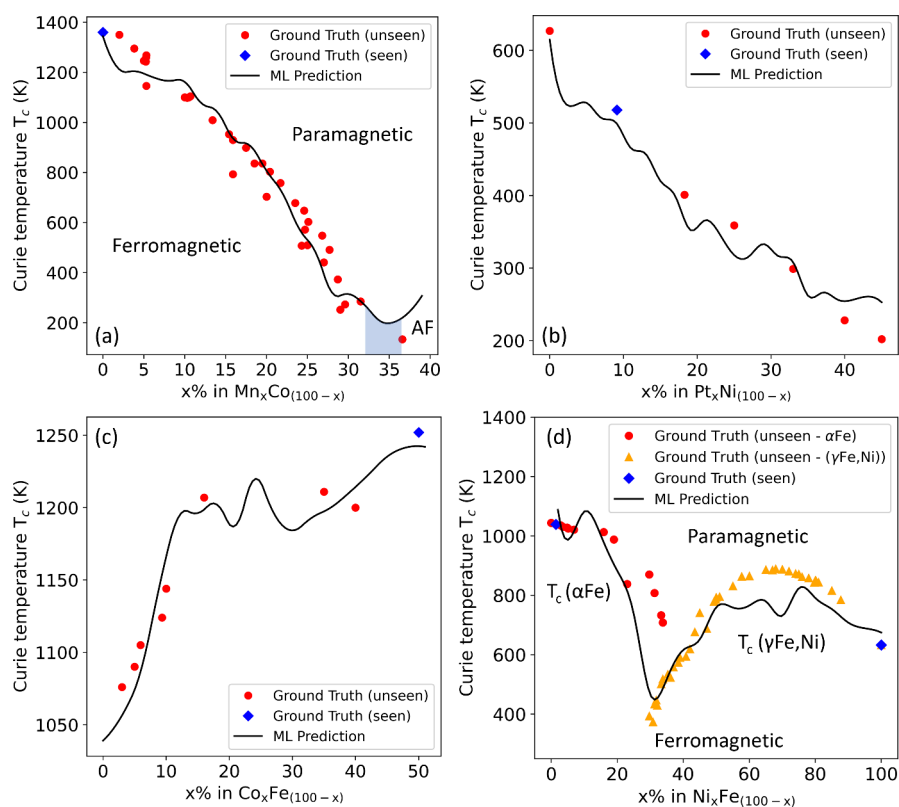 (a)
Ground Truth (unseen)
Ground Truth (seen)
ML Prediction
Paramagnetic
Ferromagnetic
AF
Curie temperature T_c (K)
1400
1200
1000
800
600
400
200
0 5 10 15 20 25 30 35 40
x% in Mn_xCo_(100 − x)
(b)
Ground Truth (unseen)
Ground Truth (seen)
ML Prediction
Curie temperature T_c (K)
600
500
400
300
200
0 10 20 30 40
x% in Pt_xNi_(100 − x)
(c)
Ground Truth (unseen)
Ground Truth (seen)
ML Prediction
Curie temperature T_c (K)
1250
1200
1150
1100
1050
0 10 20 30 40 50
x% in Co_xFe_(100 − x)
(d)
Ground Truth (unseen - αFe)
Ground Truth (unseen - (γFe,Ni))
Ground Truth (seen)
ML Prediction
Paramagnetic
T_c (αFe)
T_c (γFe,Ni)
Ferromagnetic
Curie temperature T_c (K)
1400
1200
1000
800
600
400
200
0 20 40 60 80 100
x% in Ni_xFe_(100 − x)